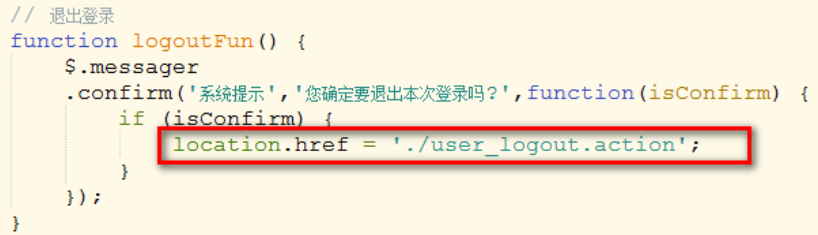 // 退出登录
function logoutFun() {
$.messager
.confirm('系统提示','您确定要退出本次登录吗?',function(isConfirm) {
if (isConfirm) {
location.href = './user_logout.action';
}
});
}